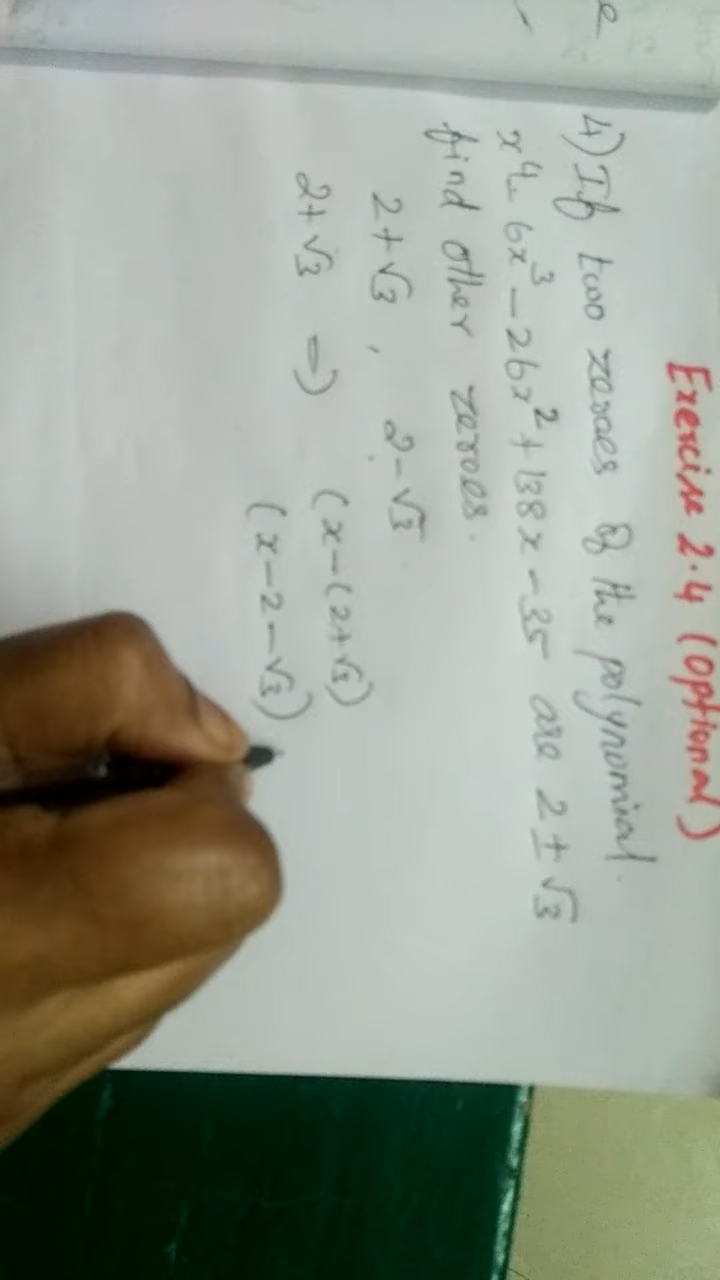 Exercise 2.4 (Optional)
4) If two zeroes of the polynomial.
x⁴ - 6x³ - 26x² + 138x - 35 are 2 ± √3
find other zeroes.
2+√3 , 2-√3.
2+√3 ⇒ (x-(2+√3)
(x-2-√3)